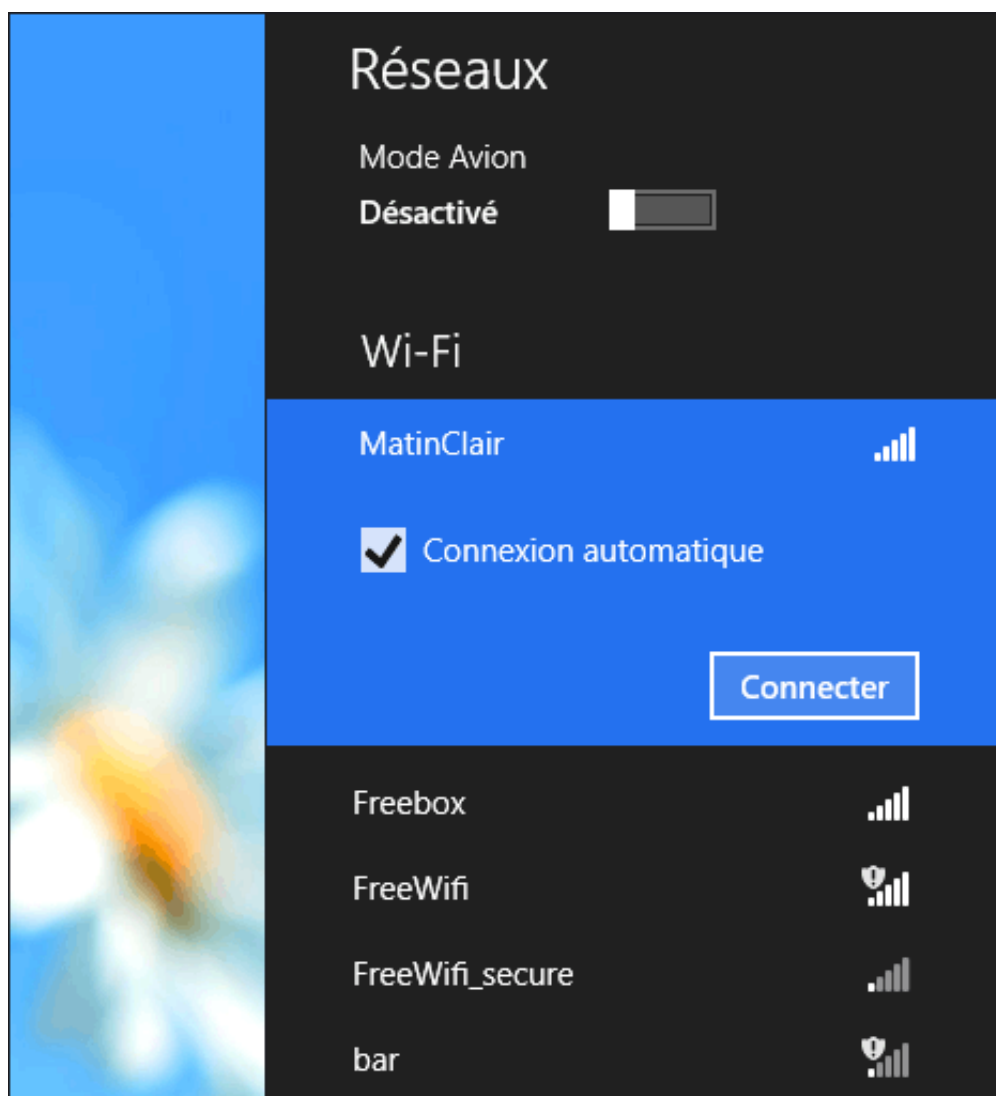 Réseaux
Mode Avion
Désactivé
Wi-Fi
MatinClair
Connexion automatique
Connecter
Freebox
FreeWifi
FreeWifi_secure
bar